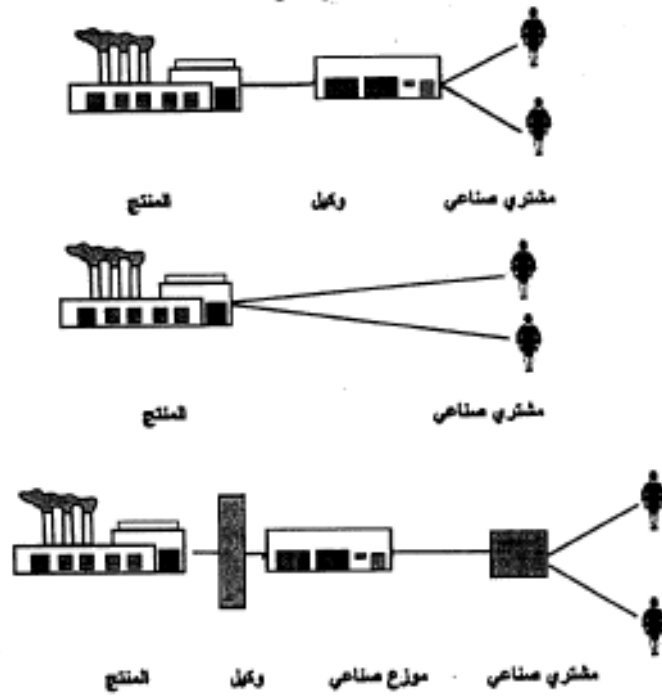 المنتج وكيل مشتري صناعي
المنتج مشتري صناعي
المنتج وكيل موزع صناعي مشتري صناعي